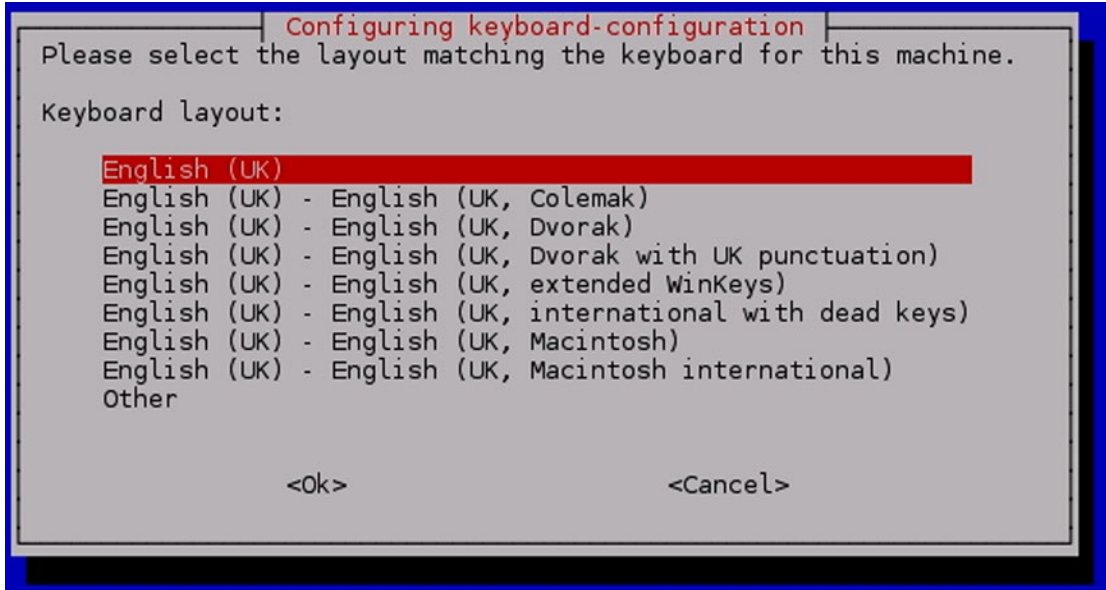 Configuring keyboard-configuration
Please select the layout matching the keyboard for this machine.
Keyboard layout:
English (UK)
English (UK) - English (UK, Colemak)
English (UK) - English (UK, Dvorak)
English (UK) - English (UK, Dvorak with UK punctuation)
English (UK) - English (UK, extended WinKeys)
English (UK) - English (UK, international with dead keys)
English (UK) - English (UK, Macintosh)
English (UK) - English (UK, Macintosh international)
Other
<Ok> <Cancel>